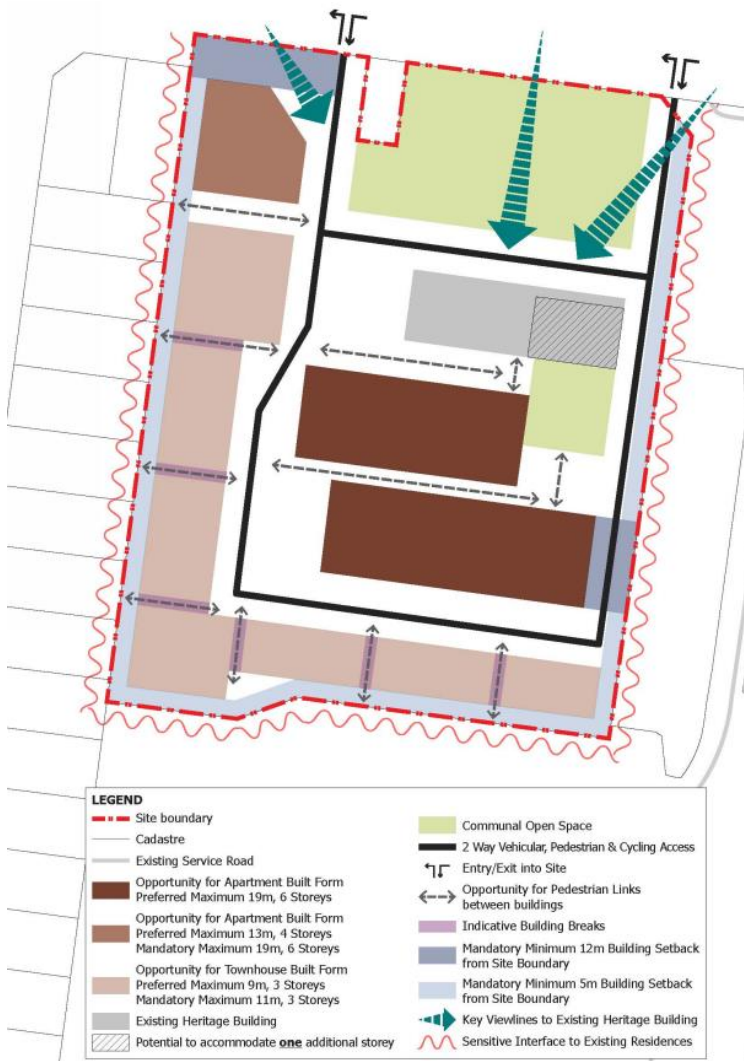 LEGEND
Site boundary
Cadastre
Existing Service Road
Opportunity for Apartment Built Form
Preferred Maximum 19m, 6 Storeys
Opportunity for Apartment Built Form
Preferred Maximum 13m, 4 Storeys
Mandatory Maximum 19m, 6 Storeys
Opportunity for Townhouse Built Form
Preferred Maximum 9m, 3 Storeys
Mandatory Maximum 11m, 3 Storeys
Existing Heritage Building
Potential to accommodate one additional storey
Communal Open Space
2 Way Vehicular, Pedestrian & Cycling Access
Entry/Exit into Site
Opportunity for Pedestrian Links
between buildings
Indicative Building Breaks
Mandatory Minimum 12m Building Setback
from Site Boundary
Mandatory Minimum 5m Building Setback
from Site Boundary
Key Viewlines to Existing Heritage Building
Sensitive Interface to Existing Residences